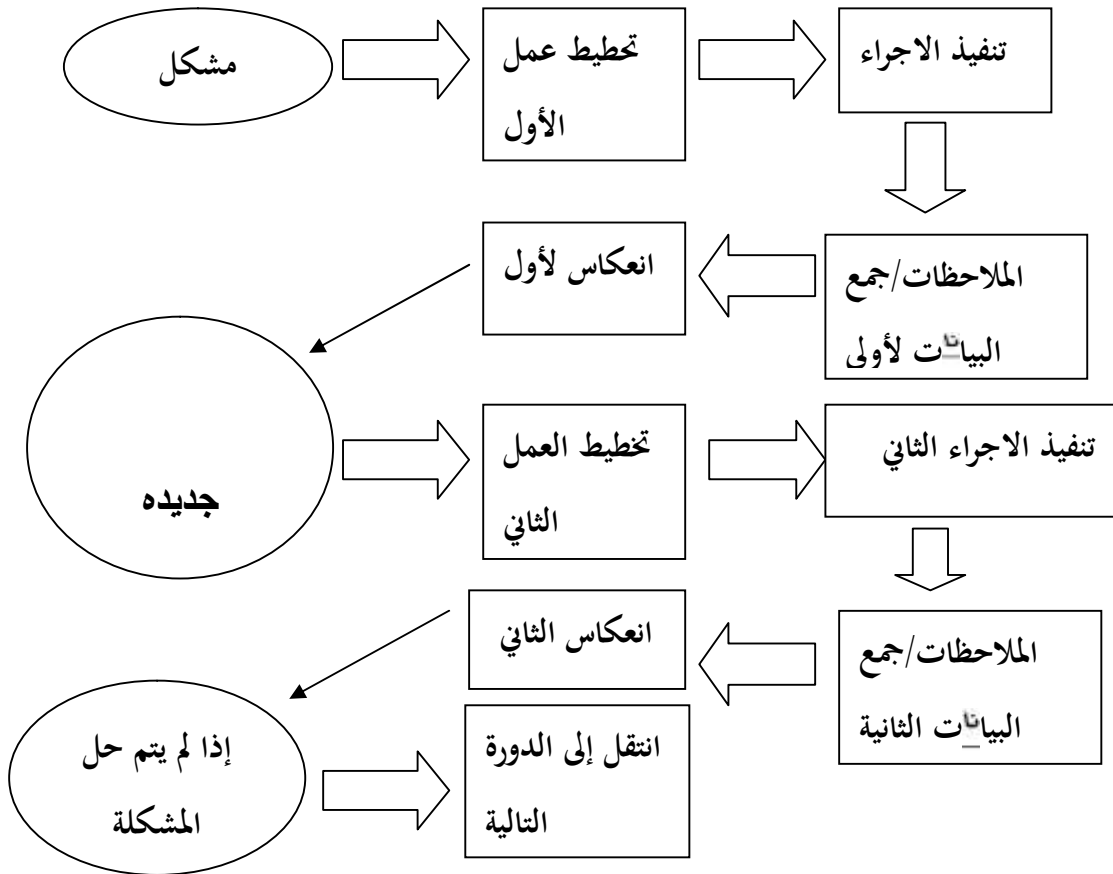 مشكل
تحطيط عمل
الأول
تنفيذ الاجراء
الملاحظات/جمع
البيانات لأولى
انعكاس لأول
جديده
تخطيط العمل
الثاني
تنفيذ الاجراء الثاني
الملاحظات/جمع
البيانات الثانية
انعكاس الثاني
إذا لم يتم حل
المشكلة
انتقل إلى الدورة
التالية